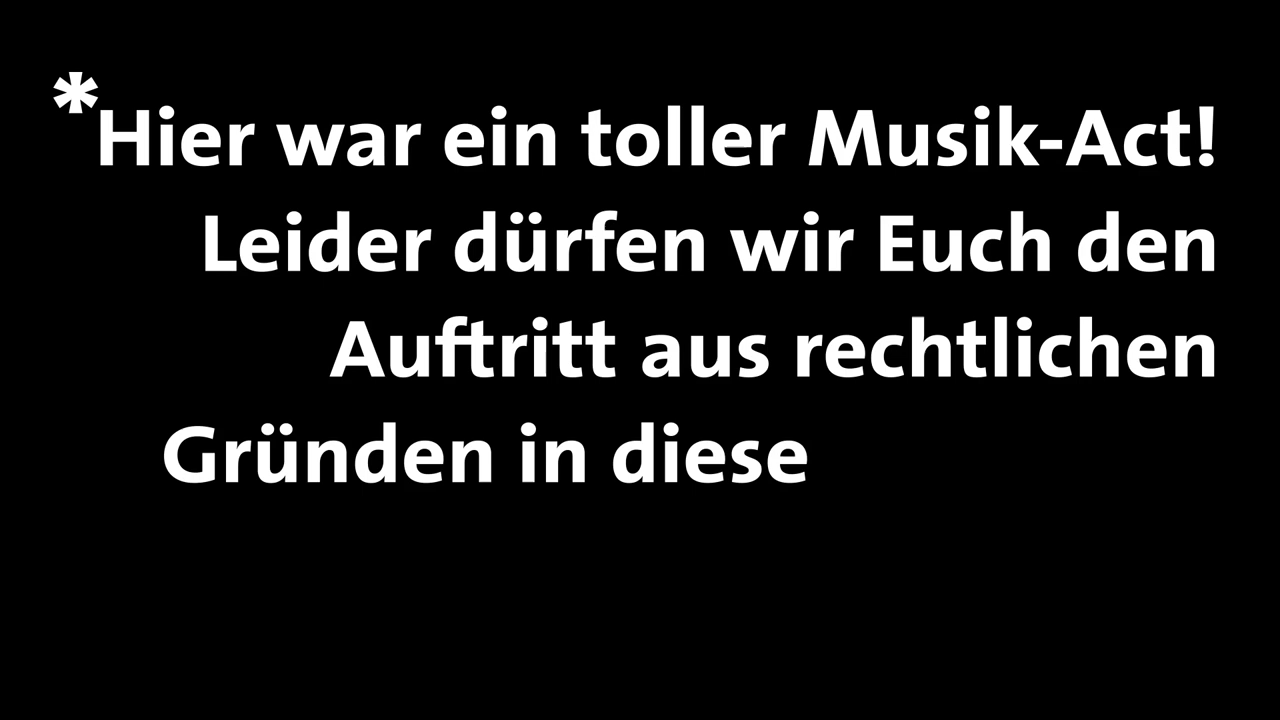 *Hier war ein toller Musik-Act!
Leider dürfen wir Euch den
Auftritt aus rechtlichen
Gründen in diese